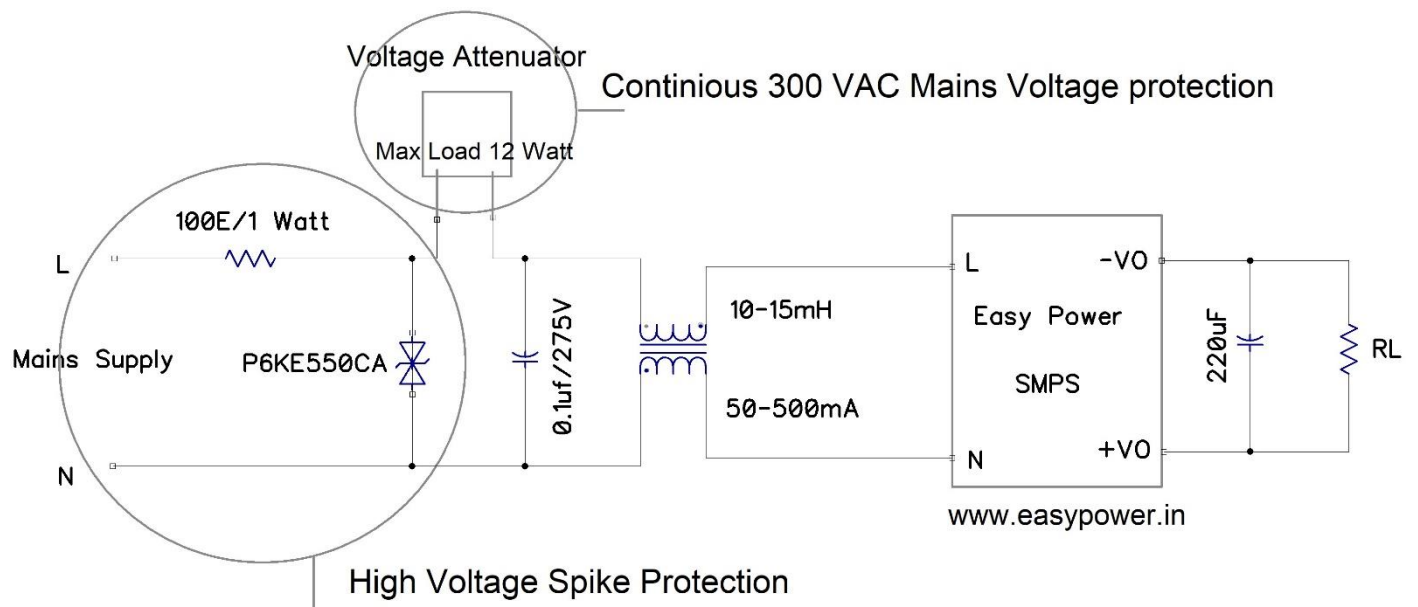 Voltage Attenuator
Continious 300 VAC Mains Voltage protection
Max Load 12 Watt
100E/1 Watt
L
Mains Supply
P6KE550CA
0.1uf/275V
N
10-15mH
50-500mA
L
-VO
Easy Power
SMPS
N
+VO
220uF
RL
www.easypower.in
High Voltage Spike Protection